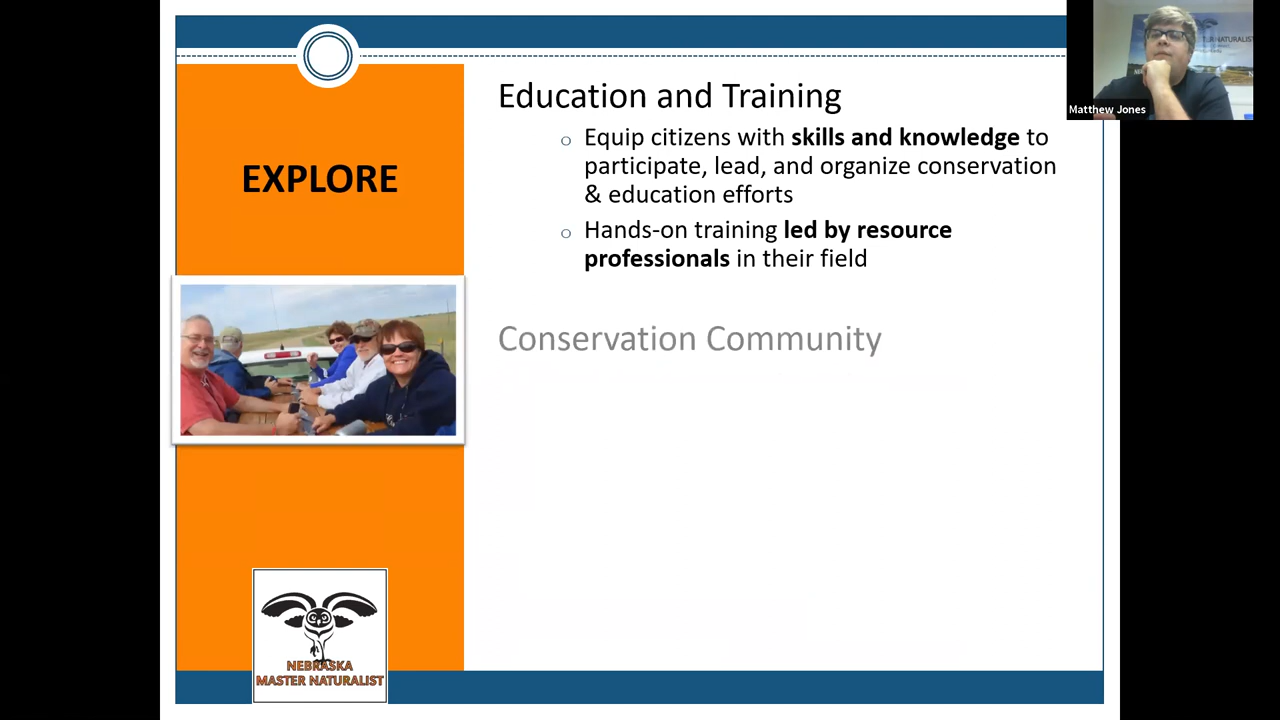 Education and Training
Equip citizens with skills and knowledge to
participate, lead, and organize conservation
& education efforts
Hands-on training led by resource
professionals in their field
Conservation Community
EXPLORE
NEBRASKA
MASTER NATURALIST
Matthew Jones